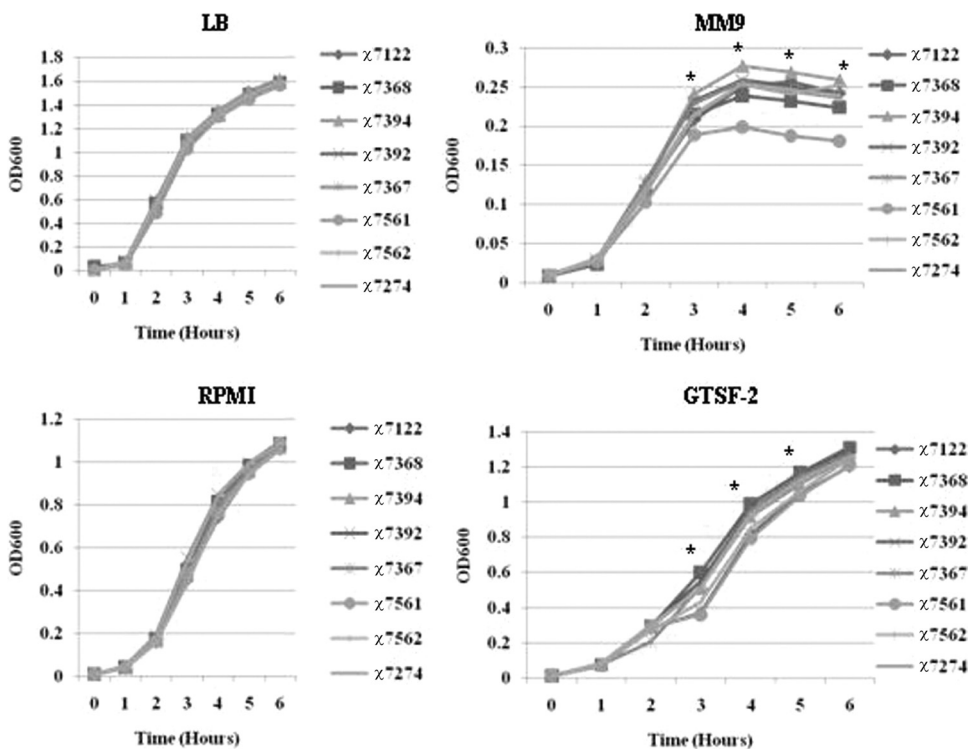 LB
1.8
1.6
1.4
1.2
1
0.8
0.6
0.4
0.2
0
OD600
0 1 2 3 4 5 6
Time (Hours)
χ7122
χ7368
χ7394
χ7392
χ7367
χ7561
χ7562
χ7274
MM9
0.3
0.25
0.2
0.15
0.1
0.05
0
OD600
* * * *
0 1 2 3 4 5 6
Time (Hours)
χ7122
χ7368
χ7394
χ7392
χ7367
χ7561
χ7562
χ7274
RPMI
1.2
1
0.8
0.6
0.4
0.2
0
OD600
0 1 2 3 4 5 6
Time (Hours)
χ7122
χ7368
χ7394
χ7392
χ7367
χ7561
χ7562
χ7274
GTSF-2
1.4
1.2
1
0.8
0.6
0.4
0.2
0
OD600
* * *
0 1 2 3 4 5 6
Time (Hours)
χ7122
χ7368
χ7394
χ7392
χ7367
χ7561
χ7562
χ7274